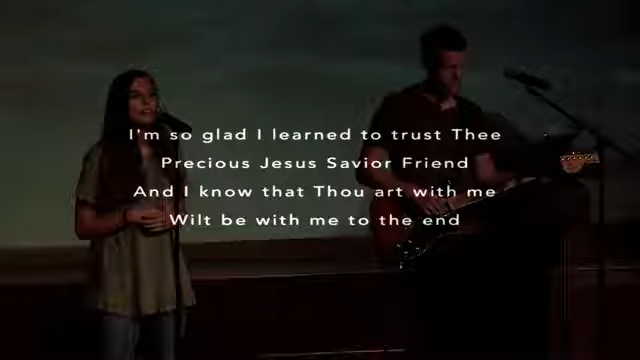 I'm so glad I learned to trust Thee
Precious Jesus Savior Friend
And I know that Thou art with me
Wilt be with me to the end